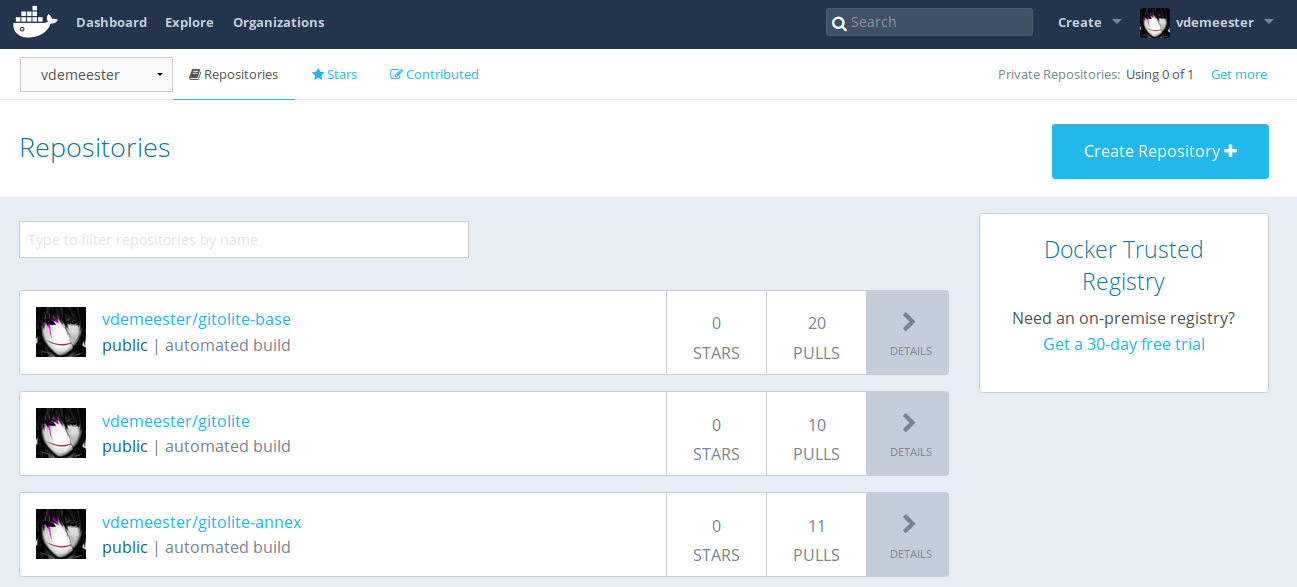 Dashboard Explore Organizations Search Create vdemeester
vdemeester Repositories Stars Contributed Private Repositories: Using 0 of 1 Get more
Repositories
Create Repository
Type to filter repositories by name
vdemeester/gitolite-base
public | automated build
0
STARS
20
PULLS
DETAILS
vdemeester/gitolite
public | automated build
0
STARS
10
PULLS
DETAILS
vdemeester/gitolite-annex
public | automated build
0
STARS
11
PULLS
DETAILS
Docker Trusted
Registry
Need an on-premise registry?
Get a 30-day free trial